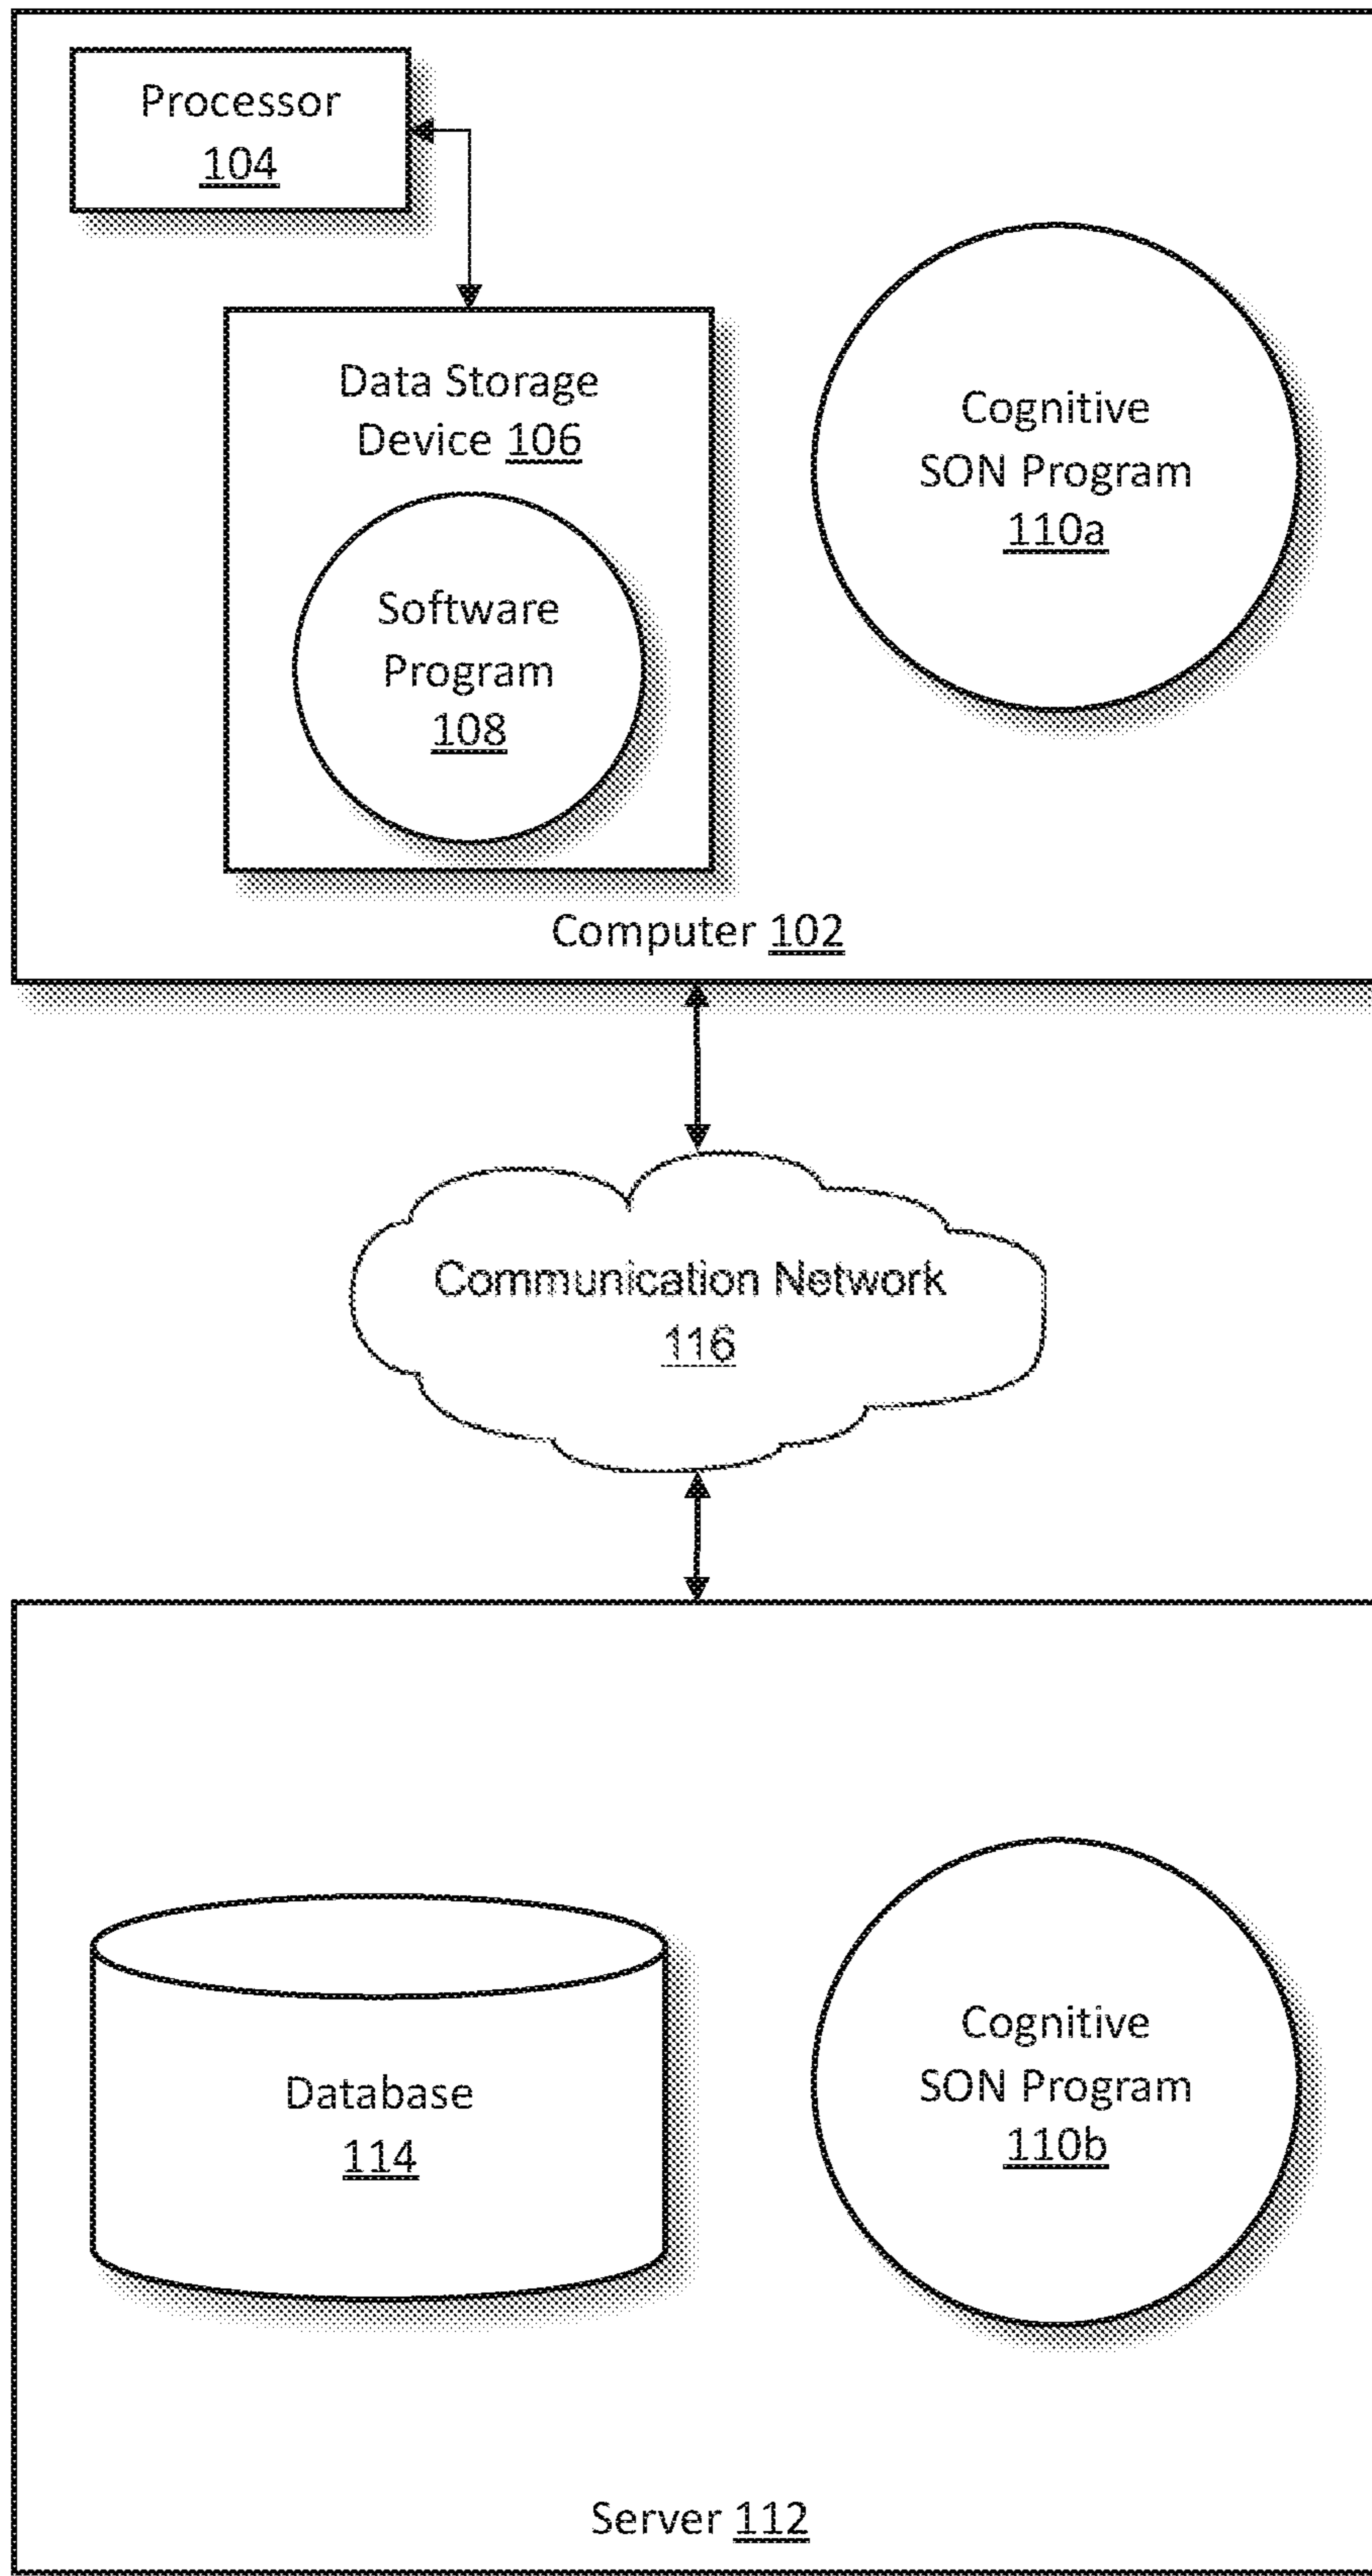 Processor
104
Data Storage
Device 106
Software
Program
108
Cognitive
SON Program
110a
Computer 102
Communication Network
116
Database
114
Cognitive
SON Program
110b
Server 112